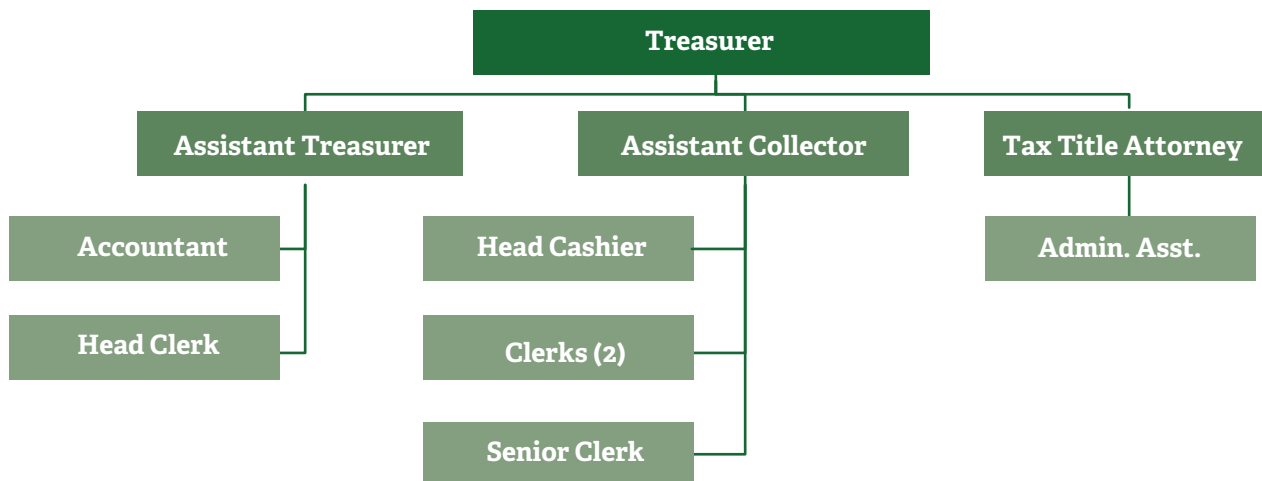 Treasurer
Assistant Treasurer
Assistant Collector
Tax Title Attorney
Accountant
Head Cashier
Admin. Asst.
Head Clerk
Clerks (2)
Senior Clerk